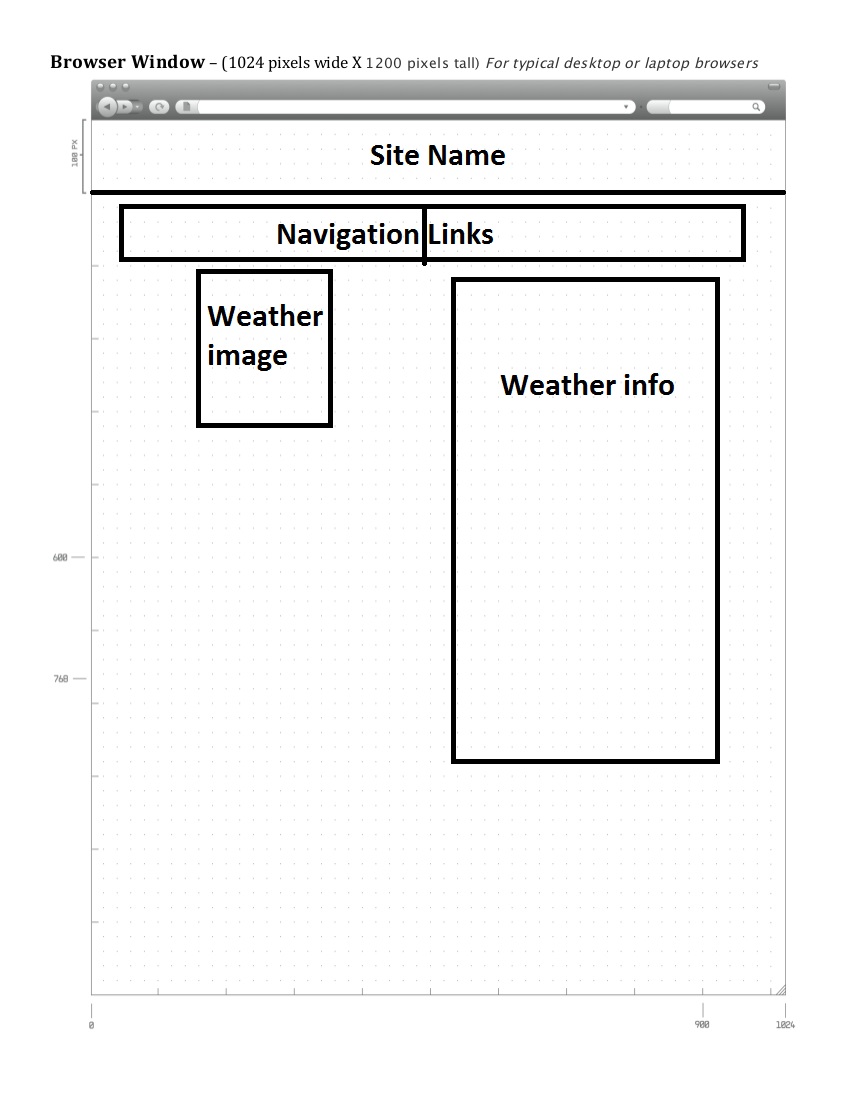 Browser Window – (1024 pixels wide X 1200 pixels tall) For typical desktop or laptop browsers
100 PX
Site Name
Navigation Links
Weather
image
Weather info
600
760
0
900
1024